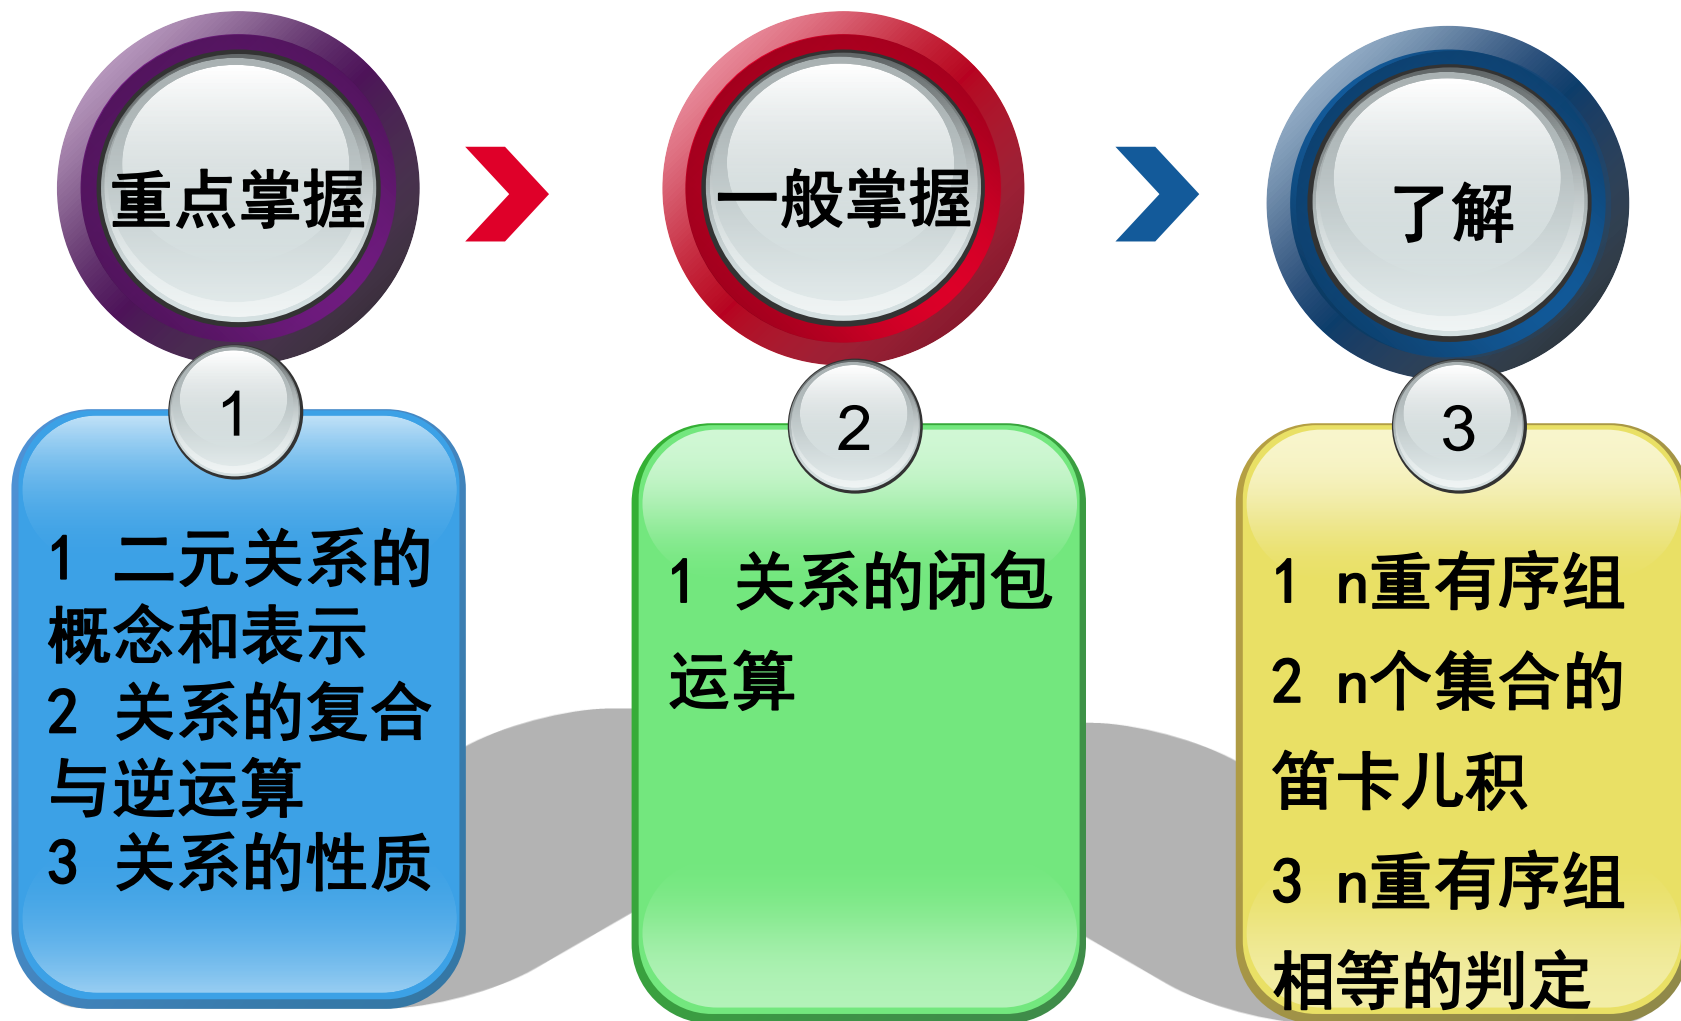 重点掌握
一般掌握
了解
1
1 二元关系的
概念和表示
2 关系的复合
与逆运算
3 关系的性质
2
1 关系的闭包
运算
3
1 n重有序组
2 n个集合的
笛卡儿积
3 n重有序组
相等的判定